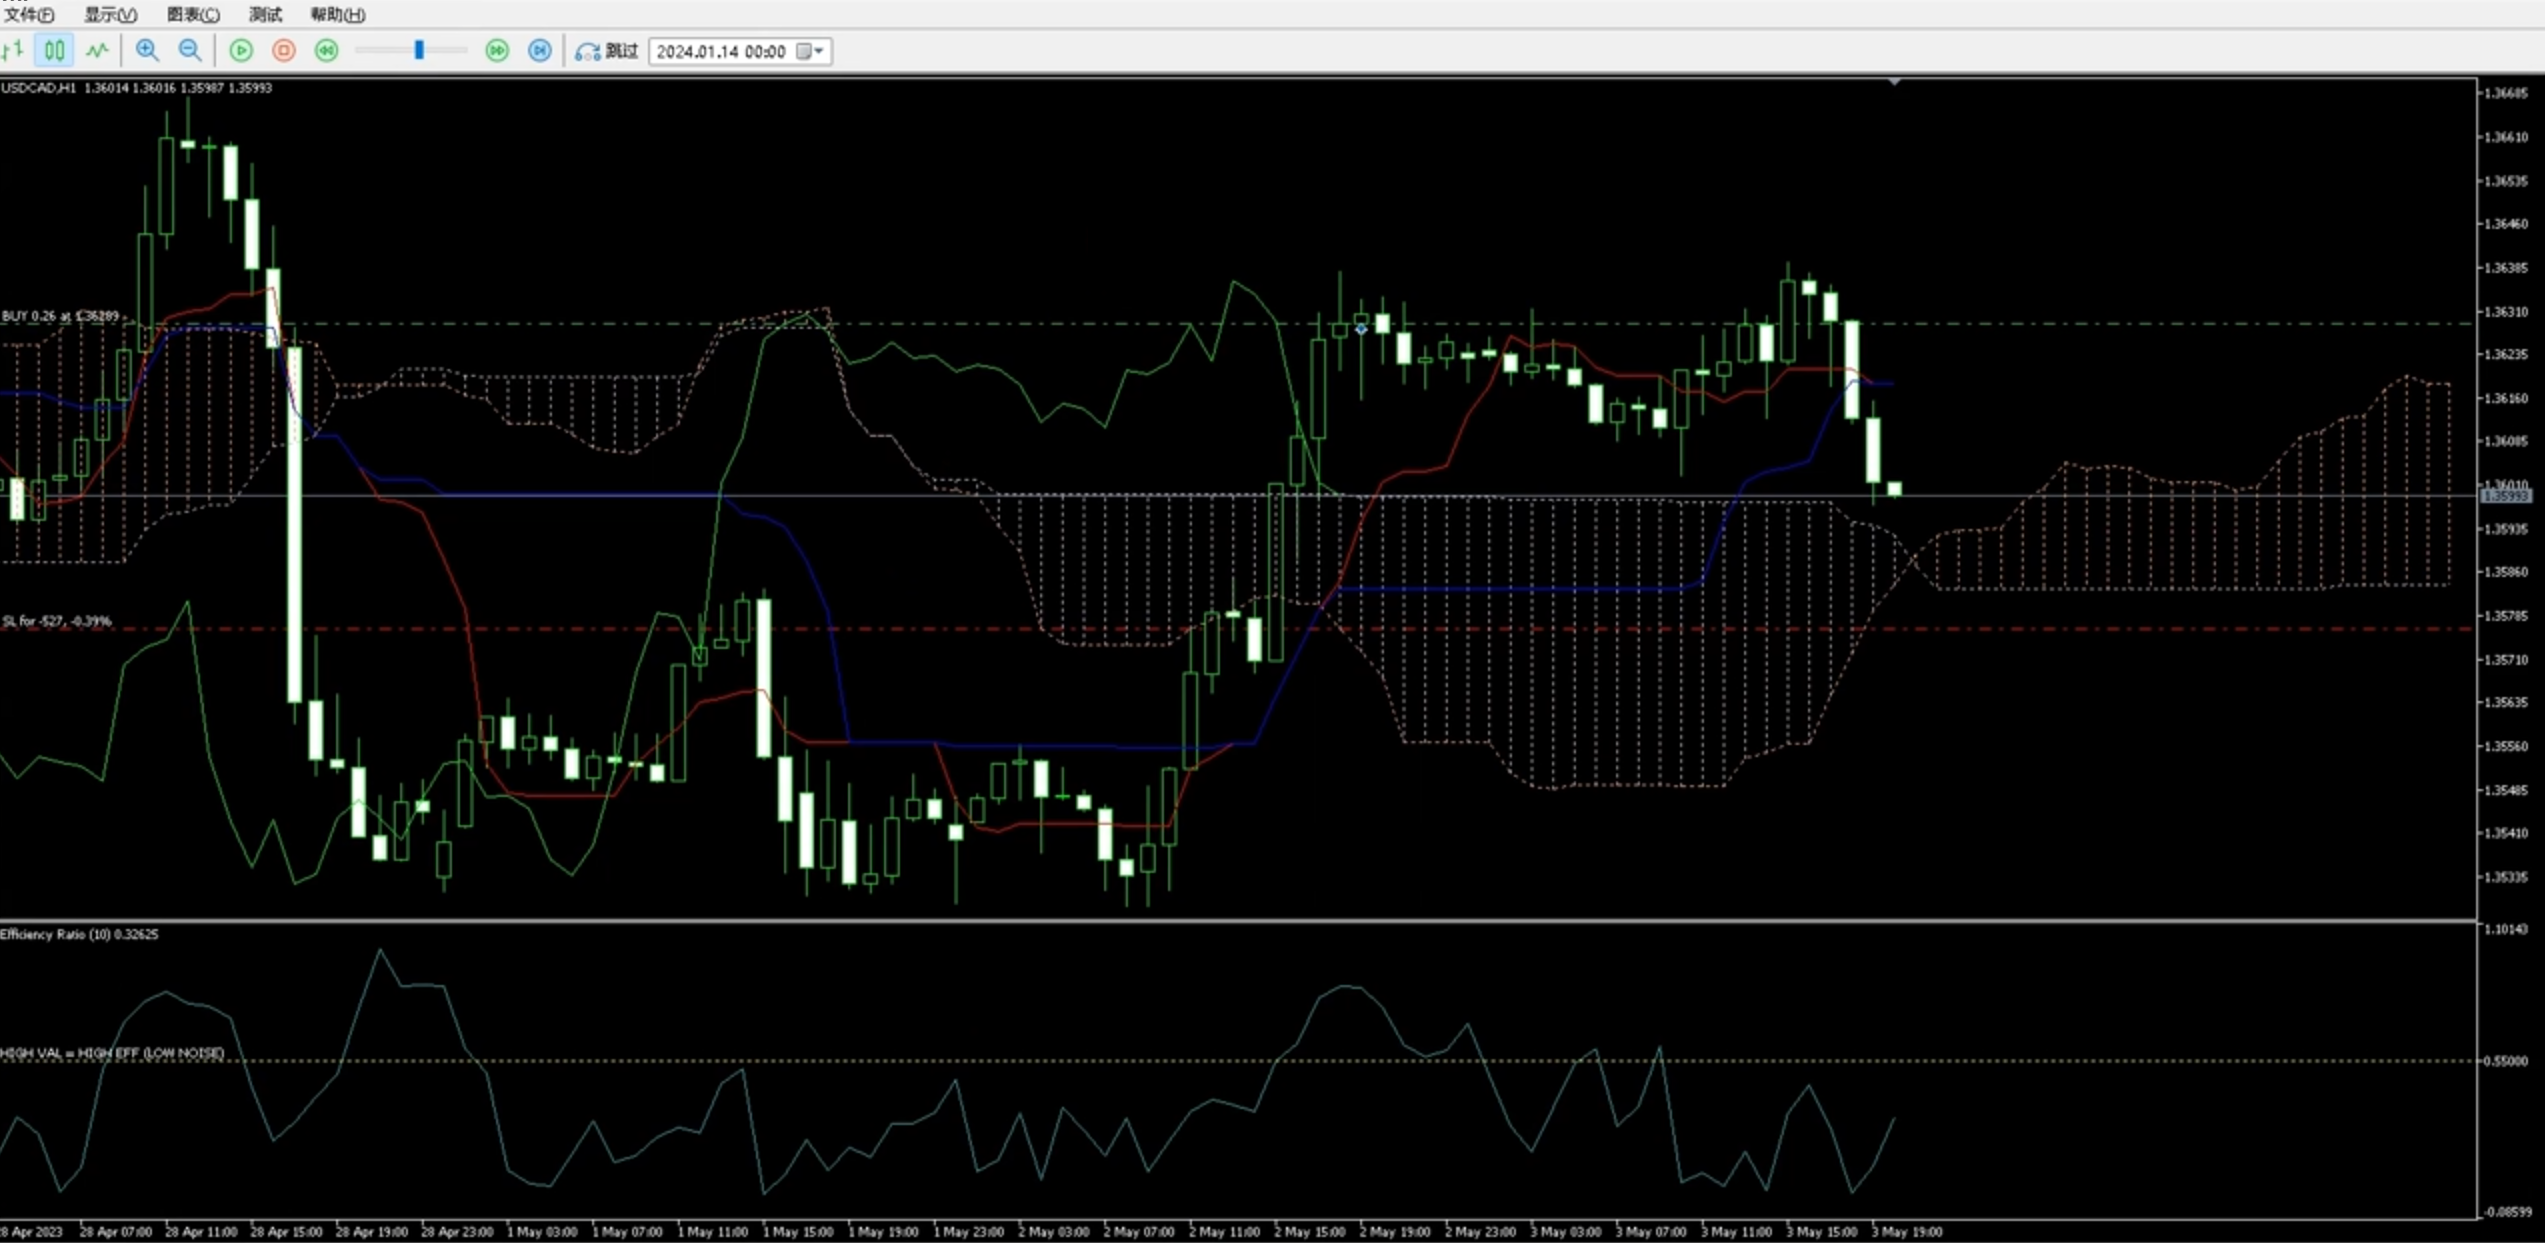 文件(F) 显示(V) 图表(C) 测试 帮助(H)
跳过 2024.01.14 00:00
USDCAD,H1 1.36014 1.36016 1.35987 1.35993
1.36685
1.36610
1.36535
1.36460
1.36385
BUY 0.26 at 1.36289
1.36310
1.36235
1.36160
1.36085
1.36010
1.35993
1.35935
1.35860
SL for -527, -0.39%
1.35785
1.35710
1.35635
1.35560
1.35485
1.35410
1.35335
Efficiency Ratio (10) 0.32625
1.10143
HIGH VAL = HIGH EFF (LOW NOISE)
0.55000
-0.08599
28 Apr 2023 28 Apr 07:00 28 Apr 11:00 28 Apr 15:00 28 Apr 19:00 28 Apr 23:00 1 May 03:00 1 May 07:00 1 May 11:00 1 May 15:00 1 May 19:00 1 May 23:00 2 May 03:00 2 May 07:00 2 May 11:00 2 May 15:00 2 May 19:00 2 May 23:00 3 May 03:00 3 May 07:00 3 May 11:00 3 May 15:00 3 May 19:00